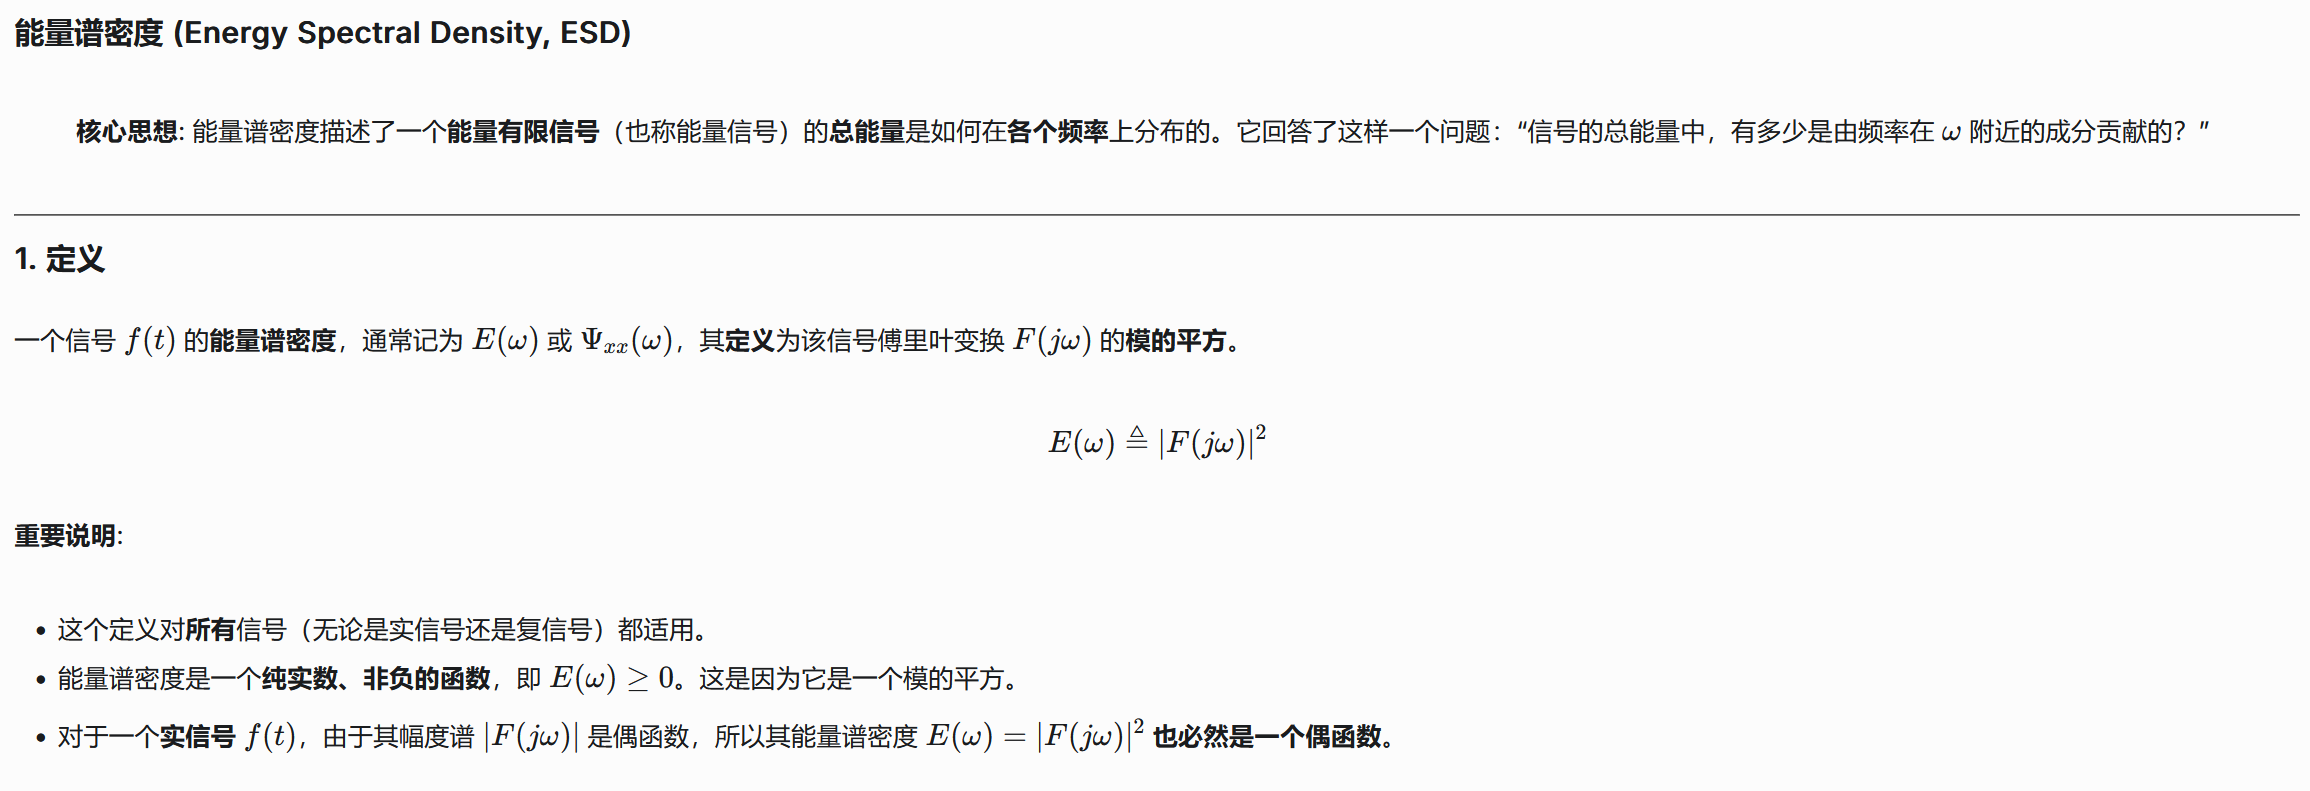 能量谱密度 (Energy Spectral Density, ESD)
核心思想: 能量谱密度描述了一个能量有限信号（也称能量信号）的总能量是如何在各个频率上分布的。它回答了这样一个问题：“信号的总能量中，有多少是由频率在 ω 附近的成分贡献的？”
1. 定义
一个信号 f(t) 的能量谱密度，通常记为 E(ω) 或 Ψxx(ω)，其定义为该信号傅里叶变换 F(jω) 的模的平方。
E(ω) ≜ |F(jω)|²
重要说明:
• 这个定义对所有信号（无论是实信号还是复信号）都适用。
• 能量谱密度是一个纯实数、非负的函数，即 E(ω) ≥ 0。这是因为它是一个模的平方。
• 对于一个实信号 f(t)，由于其幅度谱 |F(jω)| 是偶函数，所以其能量谱密度 E(ω) = |F(jω)|² 也必然是一个偶函数。